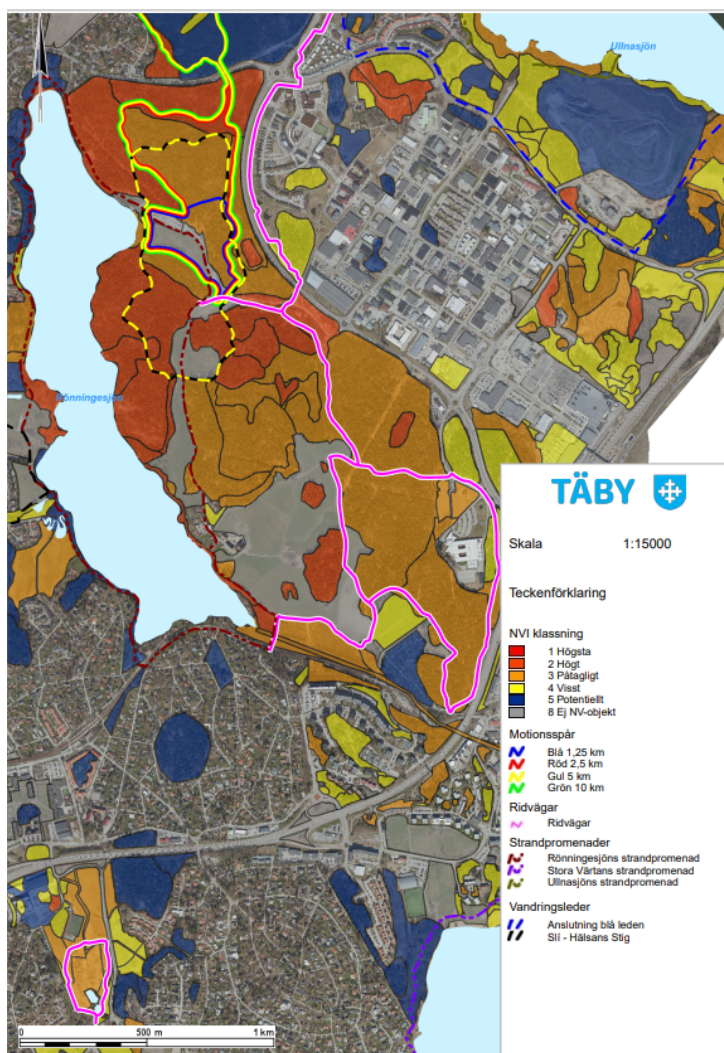 Ullnasjön
Rönningesjön
TÄBY
Skala 1:15000
Teckenförklaring
NVI klassning
1 Högsta
2 Högt
3 Påtagligt
4 Visst
5 Potentiellt
8 Ej NV-objekt
Motionsspår
Blå 1,25 km
Röd 2,5 km
Gul 5 km
Grön 10 km
Ridvägar
Ridvägar
Strandpromenader
Rönningesjöns strandpromenad
Stora Värtans strandpromenad
Ullnasjöns strandpromenad
Vandringsleder
Anslutning blå leden
Slí - Hälsans Stig
0 500 m 1 km